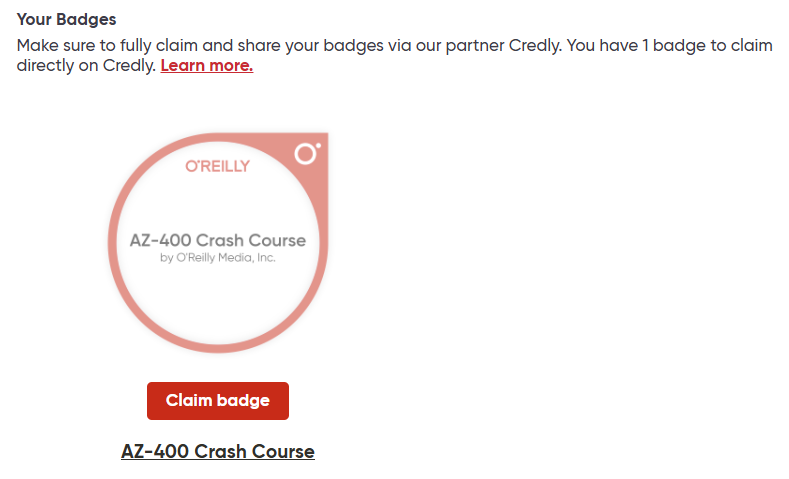 Your Badges
Make sure to fully claim and share your badges via our partner Credly. You have 1 badge to claim
directly on Credly. Learn more.
O'REILLY
AZ-400 Crash Course
by O'Reilly Media, Inc.
Claim badge
AZ-400 Crash Course